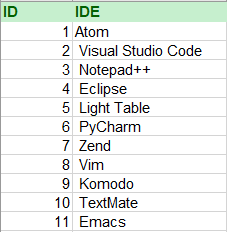 ID IDE
1 Atom
2 Visual Studio Code
3 Notepad++
4 Eclipse
5 Light Table
6 PyCharm
7 Zend
8 Vim
9 Komodo
10 TextMate
11 Emacs